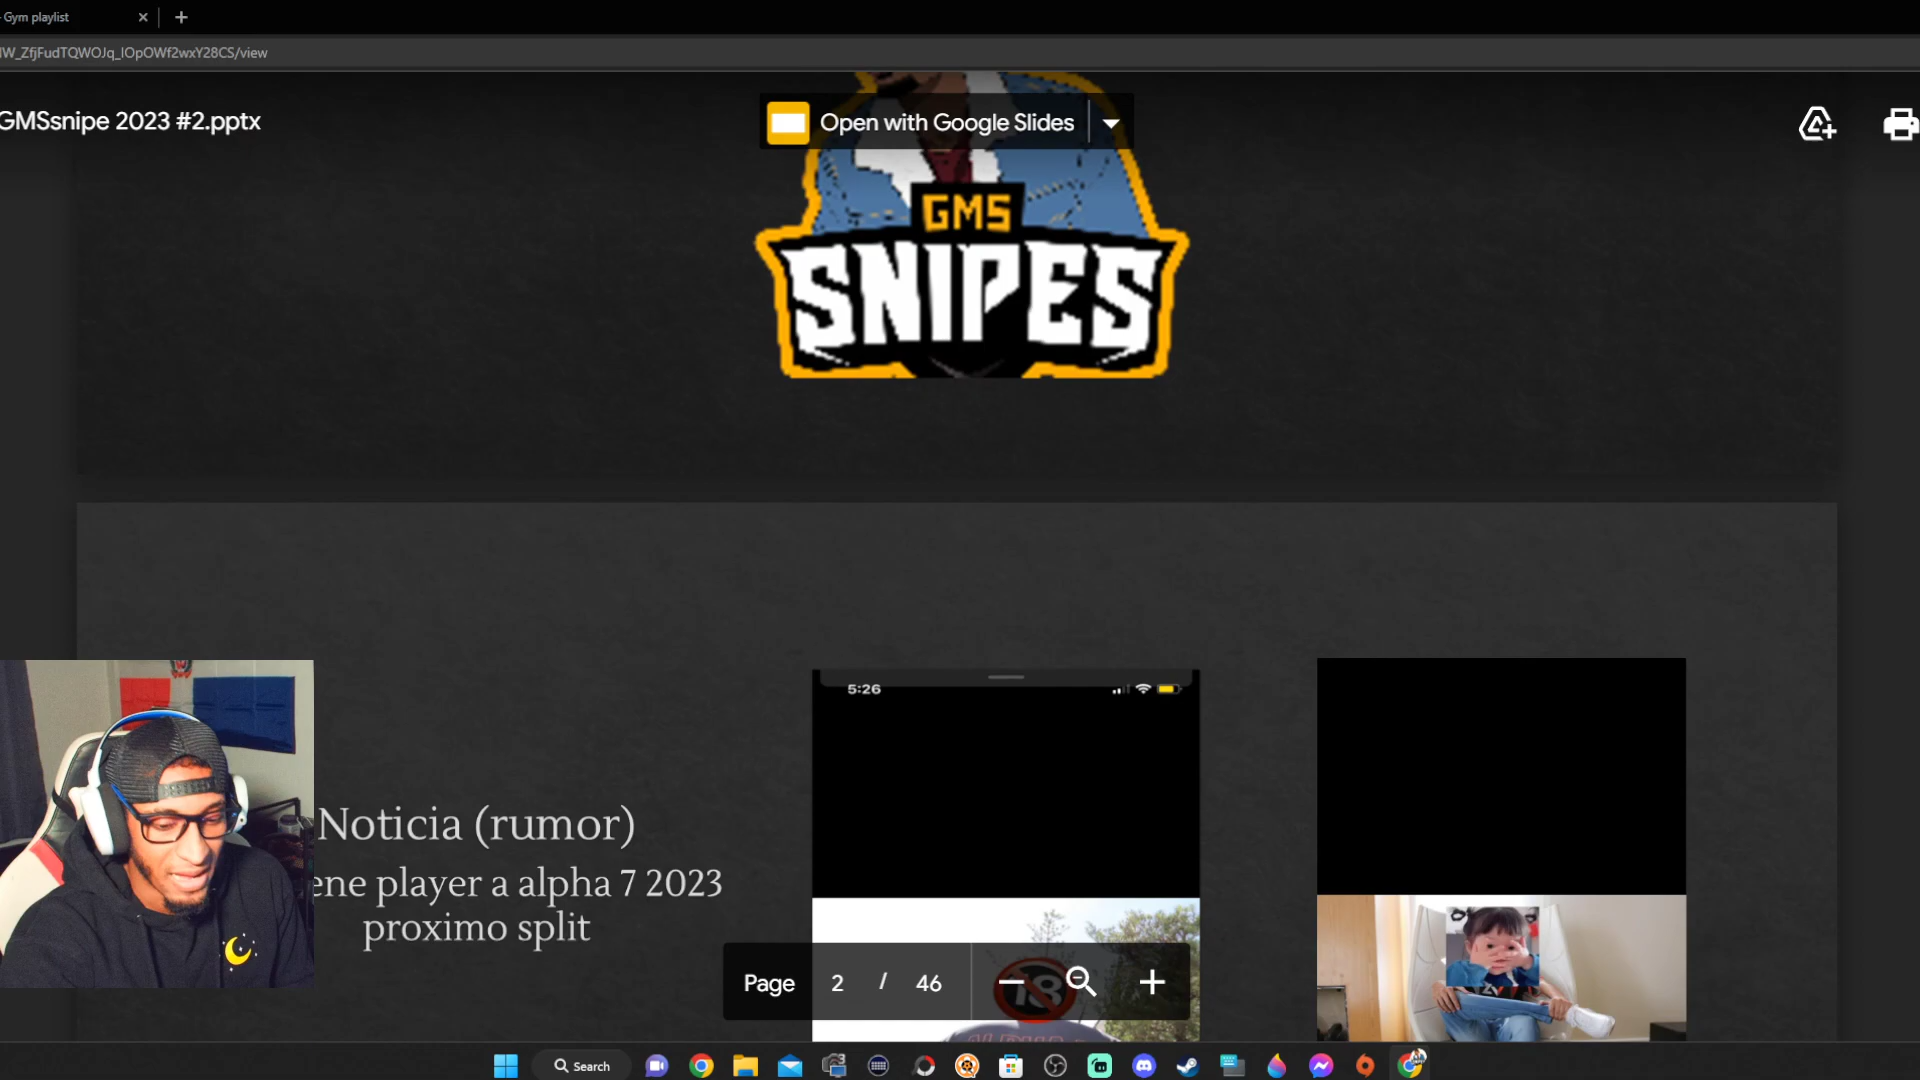 Gym playlist
W_ZfjFudTQWOJq_lOpOWf2wxY28CS/view
GMSsnipe 2023 #2.pptx
Open with Google Slides
GMS
SNIPES
5:26
Noticia (rumor)
ene player a alpha 7 2023
proximo split
18
Page 2 / 46
Search